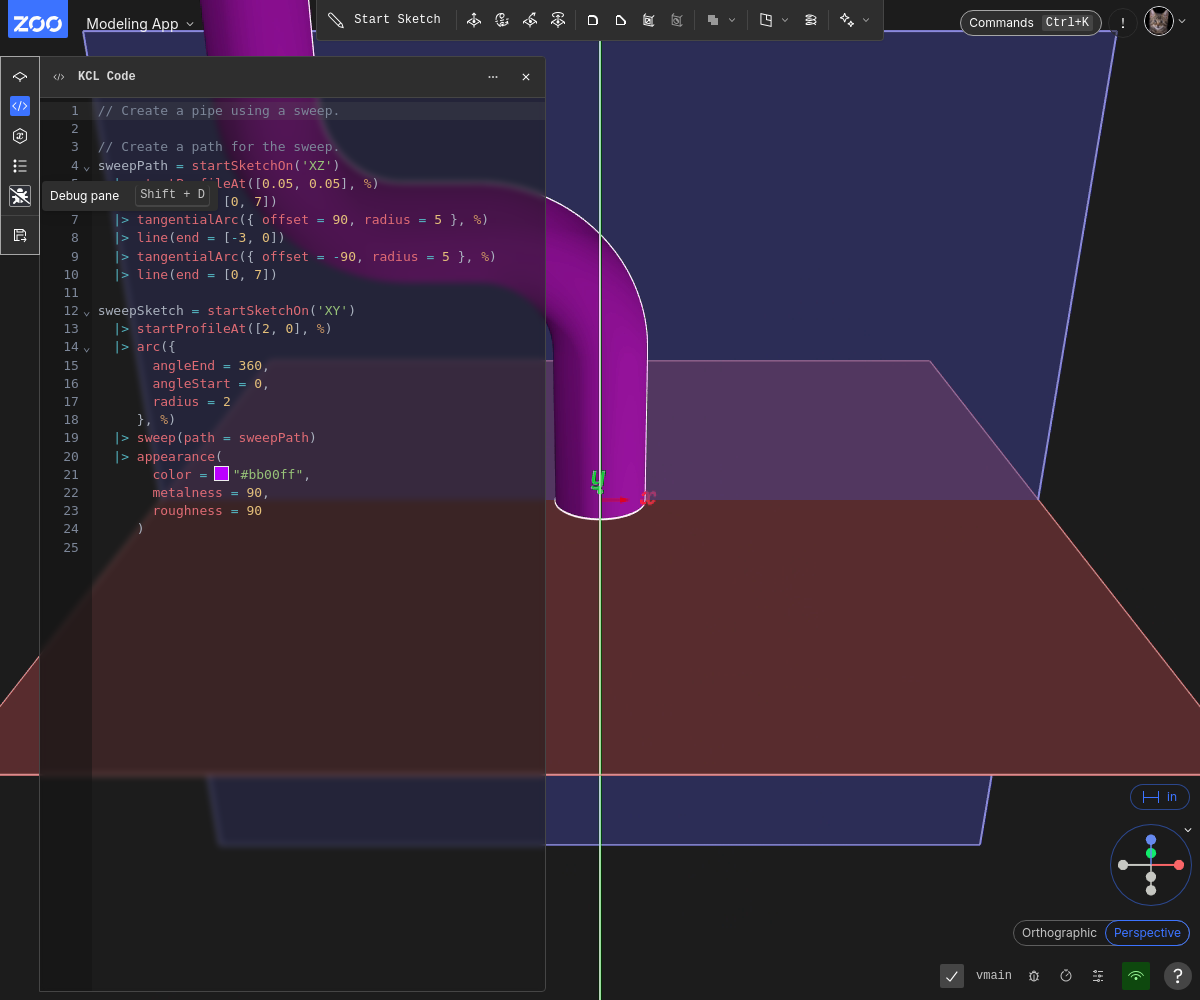 ZOO Modeling App Start Sketch Commands Ctrl+K !
KCL Code
1 // Create a pipe using a sweep.
2
3 // Create a path for the sweep.
4 sweepPath = startSketchOn('XZ')
ileAt([0.05, 0.05], %)
Debug pane Shift + D
[0, 7])
7 |> tangentialArc({ offset = 90, radius = 5 }, %)
8 |> line(end = [-3, 0])
9 |> tangentialArc({ offset = -90, radius = 5 }, %)
10 |> line(end = [0, 7])
11
12 sweepSketch = startSketchOn('XY')
13 |> startProfileAt([2, 0], %)
14 |> arc({
15 angleEnd = 360,
16 angleStart = 0,
17 radius = 2
18 }, %)
19 |> sweep(path = sweepPath)
20 |> appearance(
21 color = "#bb00ff",
22 metalness = 90,
23 roughness = 90
24 )
25
y
x
in
Orthographic Perspective
vmain ?